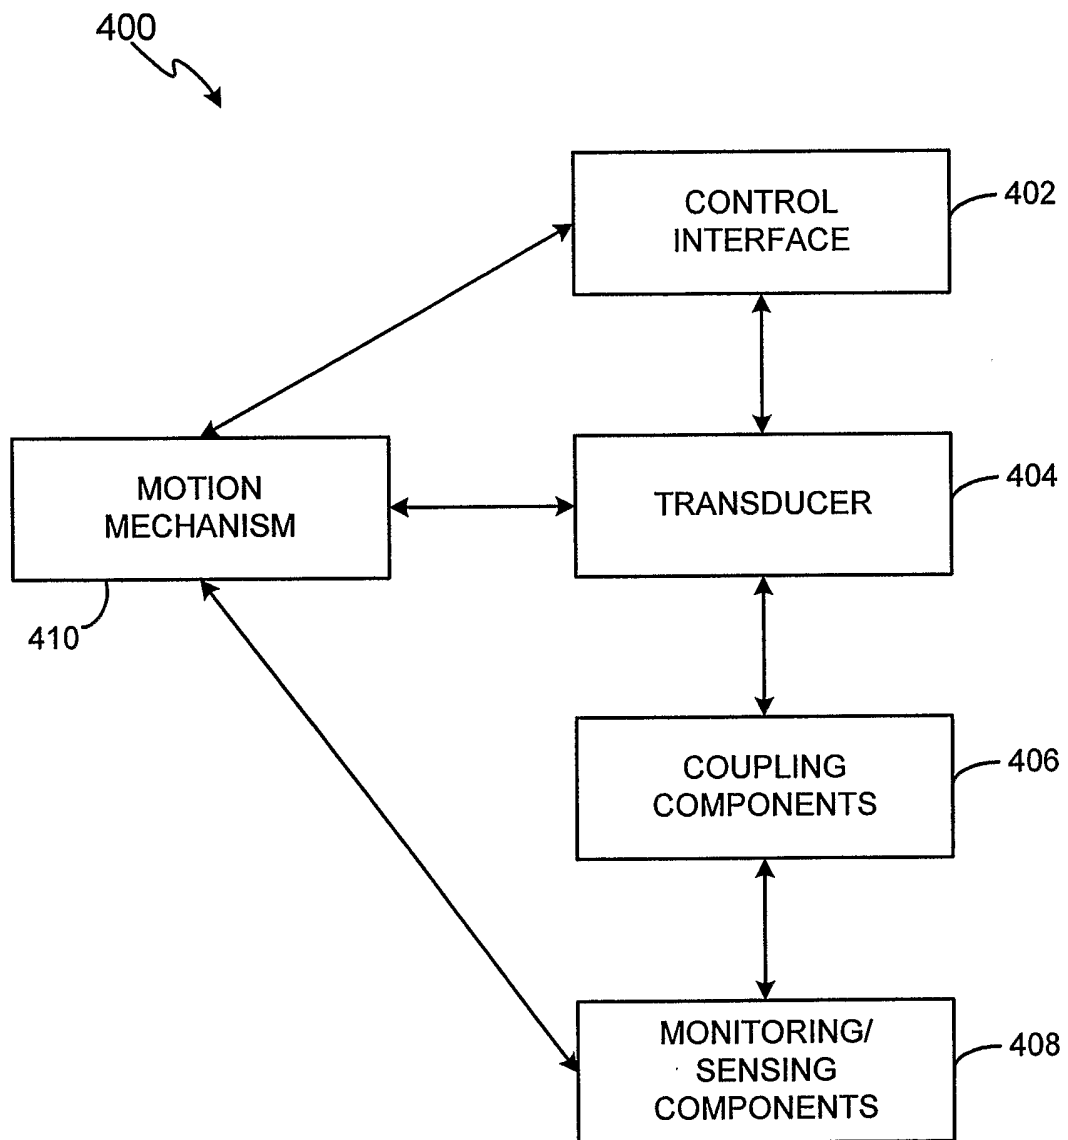 400
CONTROL
INTERFACE
402
MOTION
MECHANISM
410
TRANSDUCER
404
COUPLING
COMPONENTS
406
MONITORING/
SENSING
COMPONENTS
408